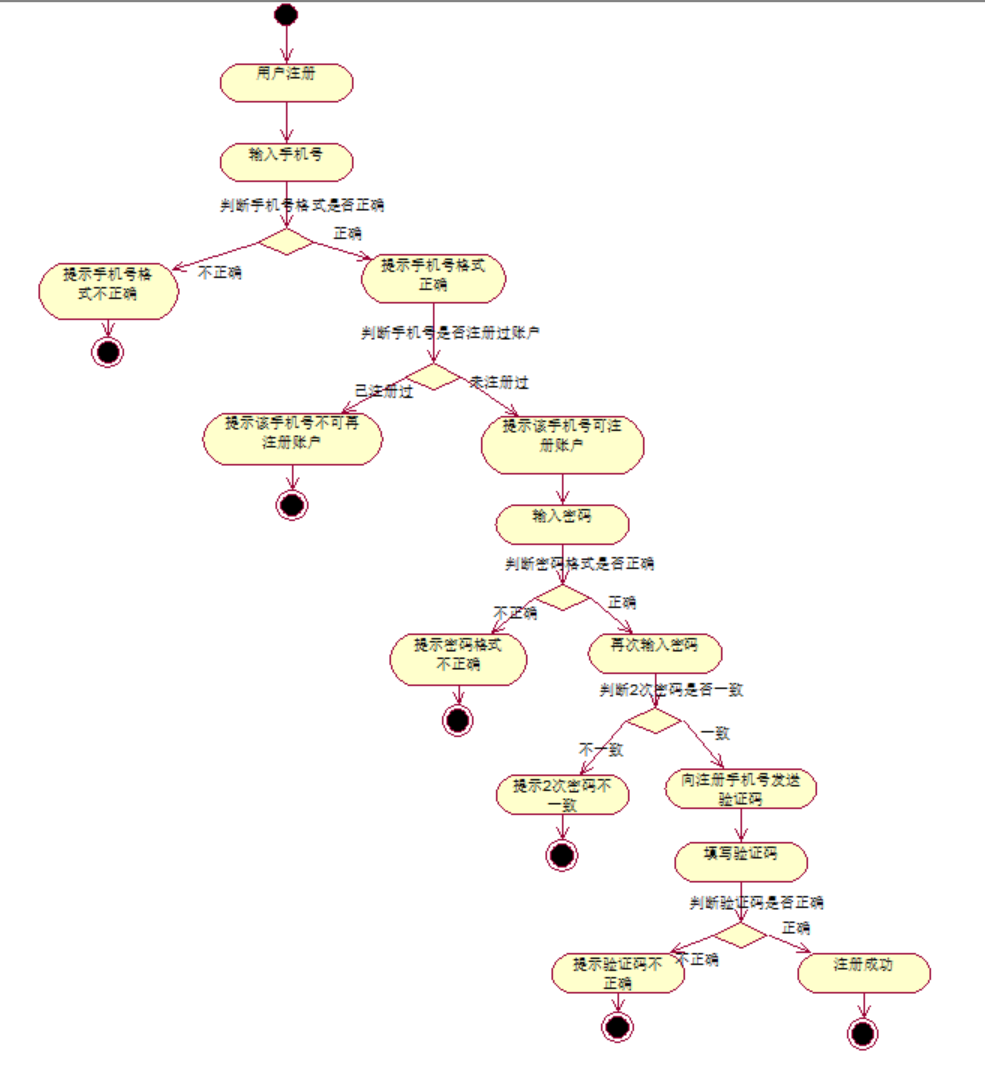 用户注册
输入手机号
判断手机号格式是否正确
正确
不正确
提示手机号格
式不正确
提示手机号格式
正确
判断手机号是否注册过账户
已注册过
未注册过
提示该手机号不可再
注册账户
提示该手机号可注
册账户
输入密码
判断密码格式是否正确
不正确
正确
提示密码格式
不正确
再次输入密码
判断2次密码是否一致
不一致
一致
提示2次密码不
一致
向注册手机号发送
验证码
填写验证码
判断验证码是否正确
正确
不正确
提示验证码不
正确
注册成功